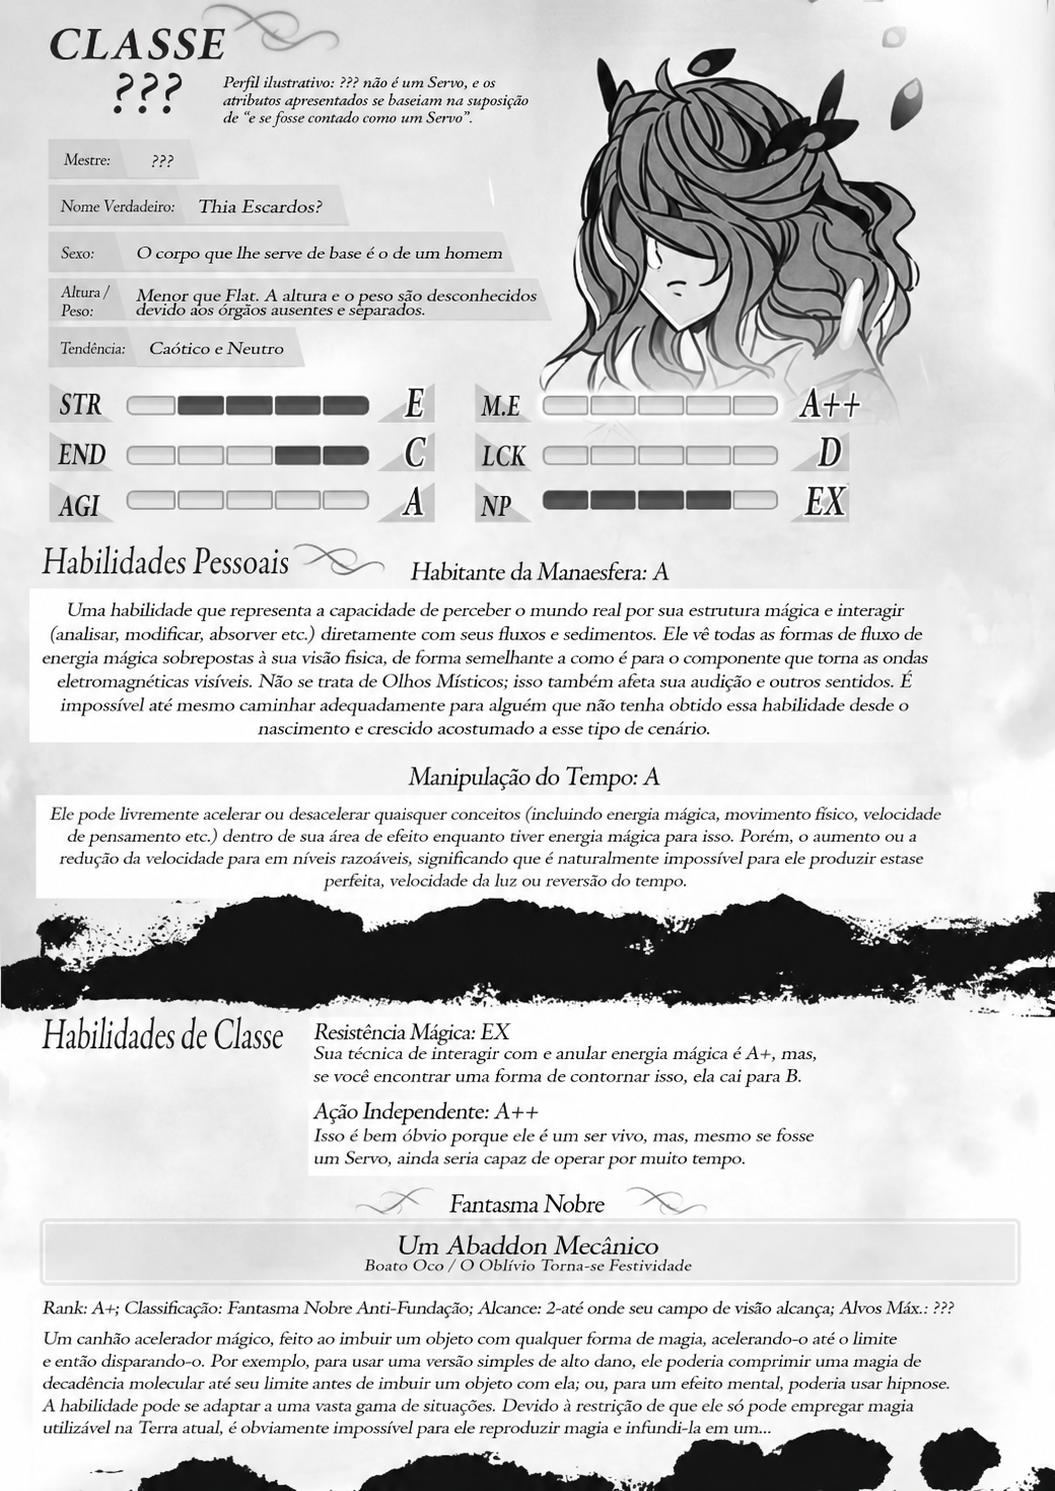 CLASSE
???
Perfil ilustrativo: ??? não é um Servo, e os
atributos apresentados se baseiam na suposição
de “e se fosse contado como um Servo”.
Mestre: ???
Nome Verdadeiro: Thia Escardos?
Sexo: O corpo que lhe serve de base é o de um homem
Altura /
Peso:
Menor que Flat. A altura e o peso são desconhecidos
devido aos órgãos ausentes e separados.
Tendência: Caótico e Neutro
STR E
M.E A++
END C
LCK D
AGI A
NP EX
Habilidades Pessoais
Habitante da Manaesfera: A
Uma habilidade que representa a capacidade de perceber o mundo real por sua estrutura mágica e interagir
(analisar, modificar, absorver etc.) diretamente com seus fluxos e sedimentos. Ele vê todas as formas de fluxo de
energia mágica sobrepostas à sua visão física, de forma semelhante a como é para o componente que torna as ondas
eletromagnéticas visíveis. Não se trata de Olhos Místicos; isso também afeta sua audição e outros sentidos. É
impossível até mesmo caminhar adequadamente para alguém que não tenha obtido essa habilidade desde o
nascimento e crescido acostumado a esse tipo de cenário.
Manipulação do Tempo: A
Ele pode livremente acelerar ou desacelerar quaisquer conceitos (incluindo energia mágica, movimento físico, velocidade
de pensamento etc.) dentro de sua área de efeito enquanto tiver energia mágica para isso. Porém, o aumento ou a
redução da velocidade para em níveis razoáveis, significando que é naturalmente impossível para ele produzir estase
perfeita, velocidade da luz ou reversão do tempo.
Habilidades de Classe
Resistência Mágica: EX
Sua técnica de interagir com e anular energia mágica é A+, mas,
se você encontrar uma forma de contornar isso, ela cai para B.
Ação Independente: A++
Isso é bem óbvio porque ele é um ser vivo, mas, mesmo se fosse
um Servo, ainda seria capaz de operar por muito tempo.
Fantasma Nobre
Um Abaddon Mecânico
Boato Oco / O Oblívio Torna-se Festividade
Rank: A+; Classificação: Fantasma Nobre Anti-Fundação; Alcance: 2-até onde seu campo de visão alcança; Alvos Máx.: ???
Um canhão acelerador mágico, feito ao imbuir um objeto com qualquer forma de magia, acelerando-o até o limite
e então disparando-o. Por exemplo, para usar uma versão simples de alto dano, ele poderia comprimir uma magia de
decadência molecular até seu limite antes de imbuir um objeto com ela; ou, para um efeito mental, poderia usar hipnose.
A habilidade pode se adaptar a uma vasta gama de situações. Devido à restrição de que ele só pode empregar magia
utilizável na Terra atual, é obviamente impossível para ele reproduzir magia e infundi-la em um...